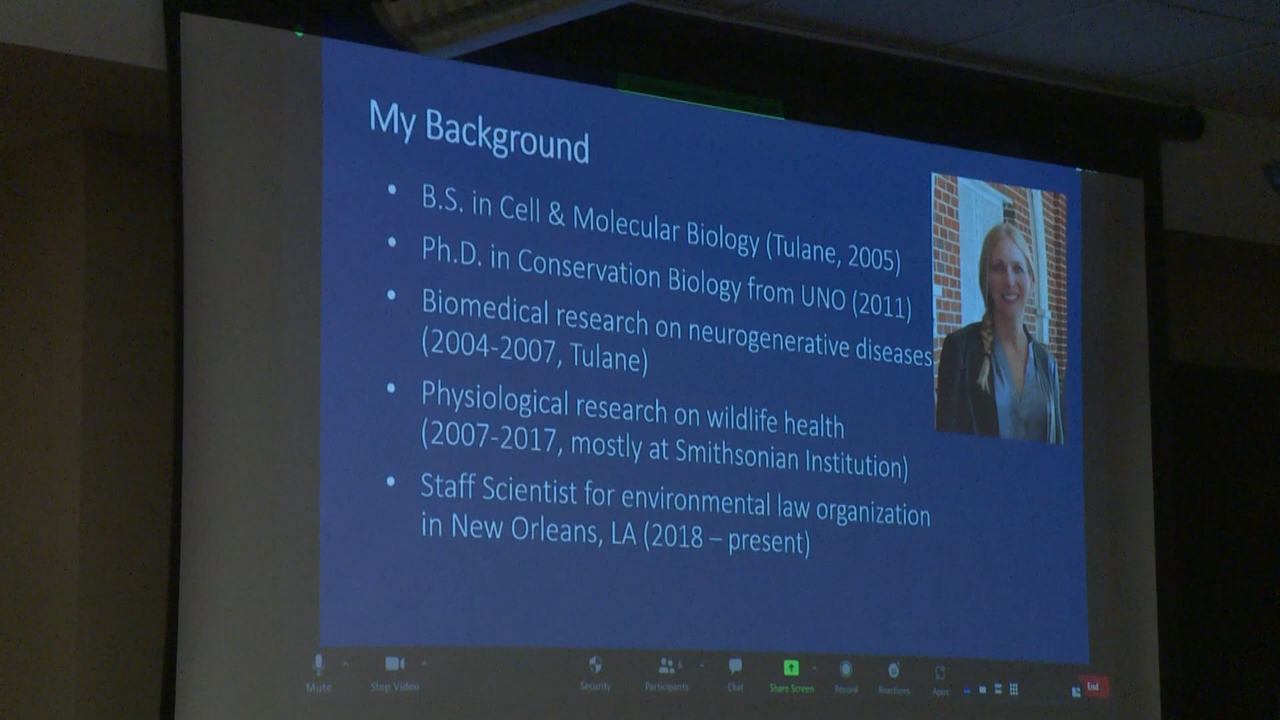 My Background
• B.S. in Cell & Molecular Biology (Tulane, 2005)
• Ph.D. in Conservation Biology from UNO (2011)
• Biomedical research on neurogenerative diseases
(2004-2007, Tulane)
• Physiological research on wildlife health
(2007-2017, mostly at Smithsonian Institution)
• Staff Scientist for environmental law organization
in New Orleans, LA (2018 – present)
Mute Stop Video Security Participants Chat Share Screen Record Reactions Apps End